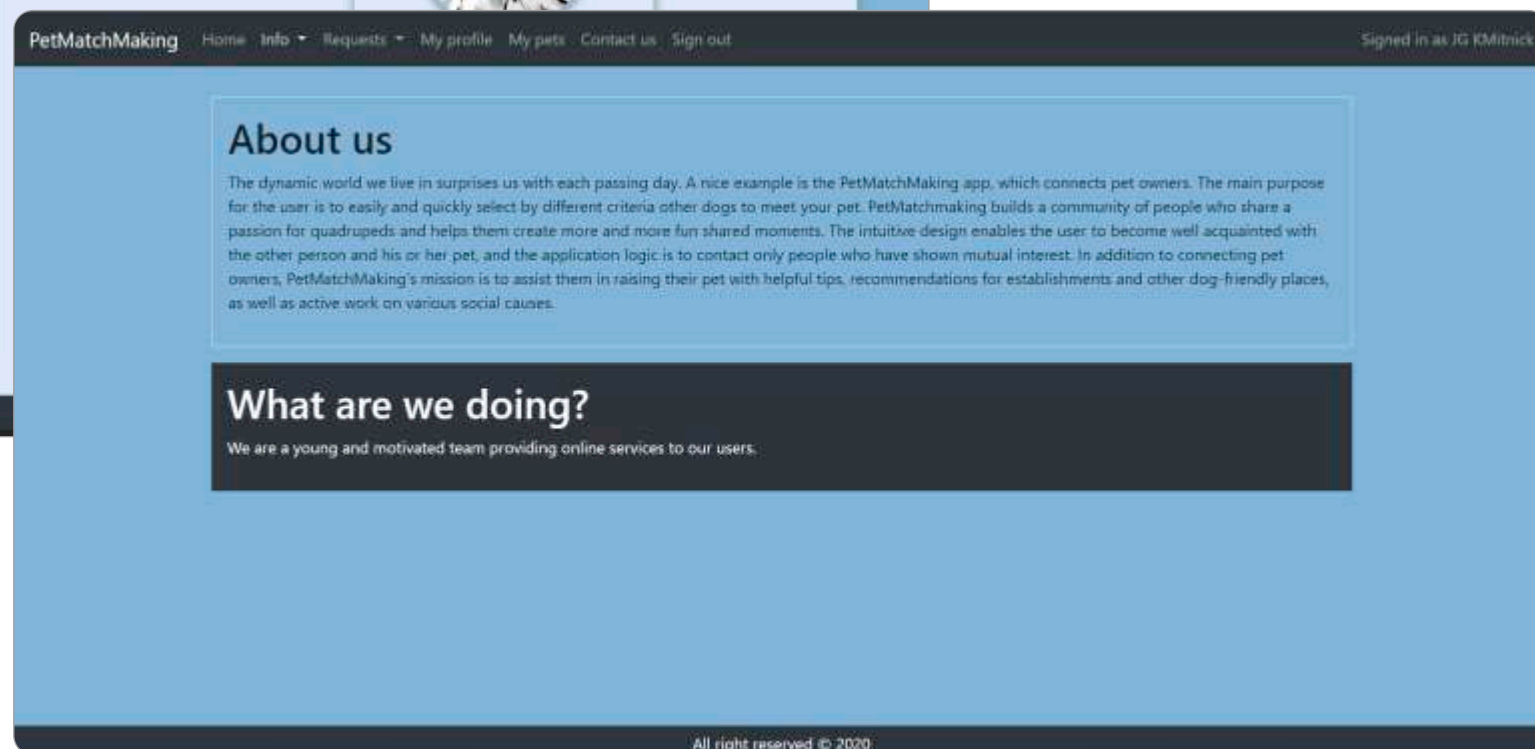 PetMatchMaking Home Info Requests My profile My pets Contact us Sign out Signed in as JG KMitnick
About us
The dynamic world we live in surprises us with each passing day. A nice example is the PetMatchMaking app, which connects pet owners. The main purpose
for the user is to easily and quickly select by different criteria other dogs to meet your pet. PetMatchmaking builds a community of people who share a
passion for quadrupeds and helps them create more and more fun shared moments. The intuitive design enables the user to become well acquainted with
the other person and his or her pet, and the application logic is to contact only people who have shown mutual interest. In addition to connecting pet
owners, PetMatchMaking's mission is to assist them in raising their pet with helpful tips, recommendations for establishments and other dog-friendly places,
as well as active work on various social causes.
What are we doing?
We are a young and motivated team providing online services to our users.
All right reserved © 2020